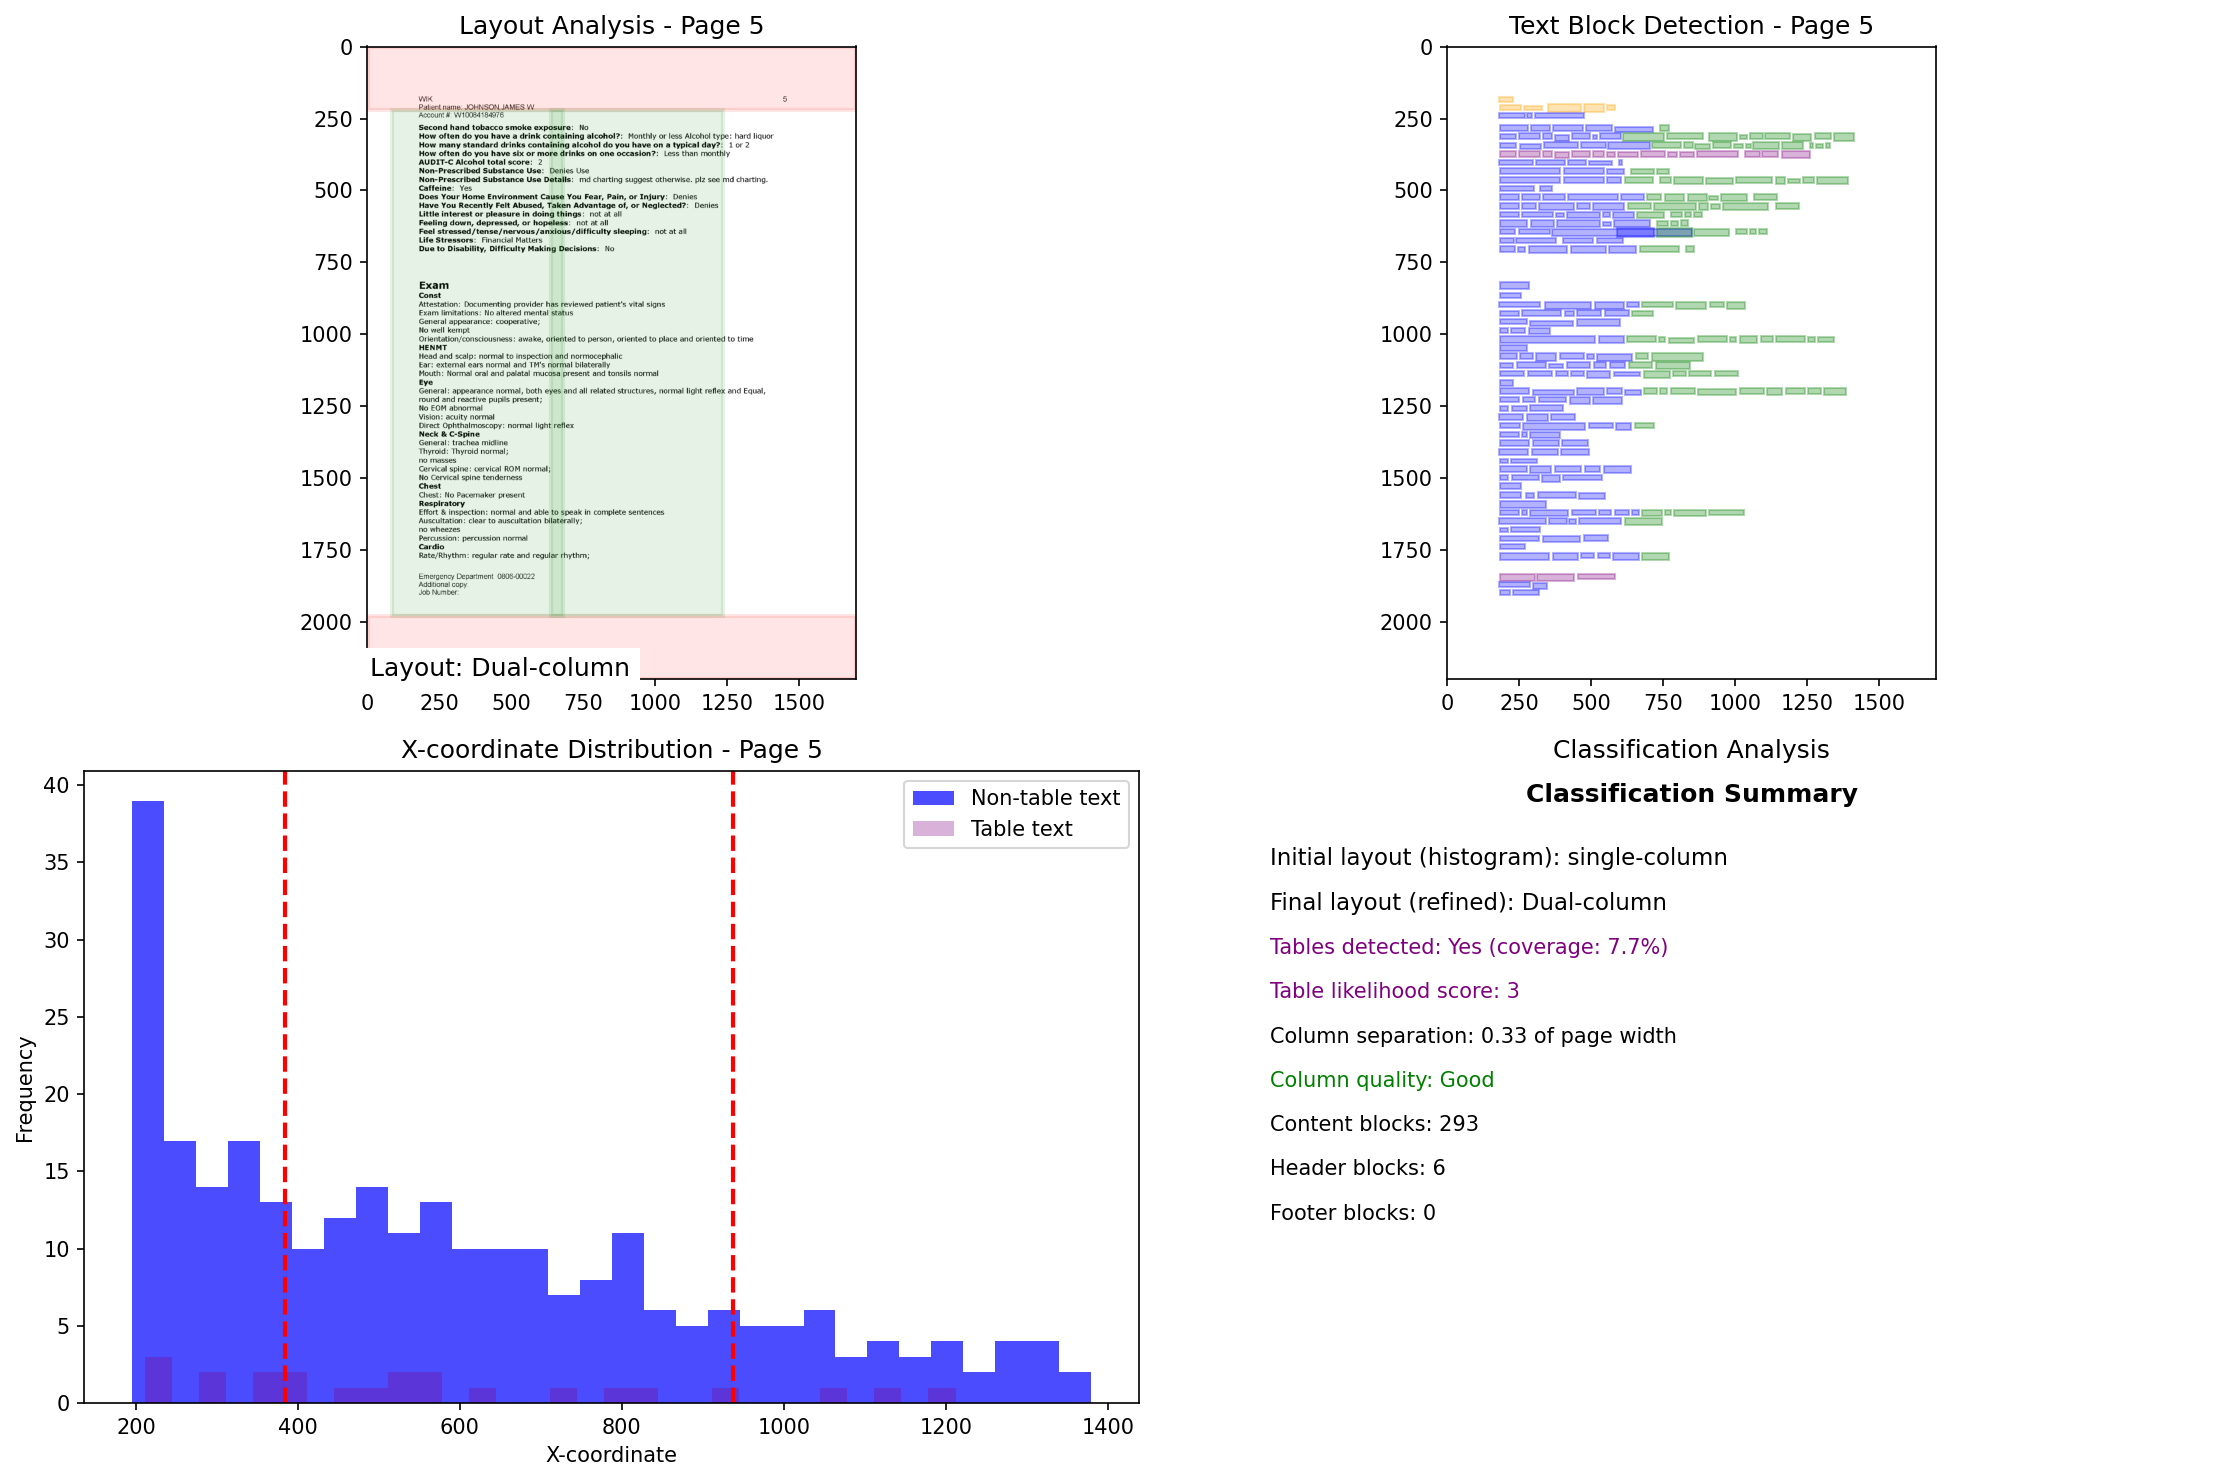 Layout Analysis - Page 5
0
250
500
750
1000
1250
1500
1750
2000
WIK 5
Patient name. JOHNSON,JAMES W
Account #. W10084184976
Second hand tobacco smoke exposure: No
How often do you have a drink containing alcohol?: Monthly or less Alcohol type: hard liquor
How many standard drinks containing alcohol do you have on a typical day?: 1 or 2
How often do you have six or more drinks on one occasion?: Less than monthly
AUDIT-C Alcohol total score: 2
Non-Prescribed Substance Use: Denies Use
Non-Prescribed Substance Use Details: md charting suggest otherwise. plz see md charting.
Caffeine: Yes
Does Your Home Environment Cause You Fear, Pain, or Injury: Denies
Have You Recently Felt Abused, Taken Advantage of, or Neglected?: Denies
Little interest or pleasure in doing things: not at all
Feeling down, depressed, or hopeless: not at all
Feel stressed/tense/nervous/anxious/difficulty sleeping: not at all
Life Stressors: Financial Matters
Due to Disability, Difficulty Making Decisions: No
Exam
Const
Attestation: Documenting provider has reviewed patient's vital signs
Exam limitations: No altered mental status
General appearance: cooperative;
No well kempt
Orientation/consciousness: awake, oriented to person, oriented to place and oriented to time
HENMT
Head and scalp: normal to inspection and normocephalic
Ear: external ears normal and TM's normal bilaterally
Mouth: Normal oral and palatal mucosa present and tonsils normal
Eye
General: appearance normal, both eyes and all related structures, normal light reflex and Equal,
round and reactive pupils present;
No EOM abnormal
Vision: acuity normal
Direct Ophthalmoscopy: normal light reflex
Neck & C-Spine
General: trachea midline
Thyroid: Thyroid normal;
no masses
Cervical spine: cervical ROM normal;
No Cervical spine tenderness
Chest
Chest: No Pacemaker present
Respiratory
Effort & inspection: normal and able to speak in complete sentences
Auscultation: clear to auscultation bilaterally;
no wheezes
Percussion: percussion normal
Cardio
Rate/Rhythm: regular rate and regular rhythm;
Emergency Department 0806-00022
Additional copy:
Job Number:
Layout: Dual-column
0 250 500 750 1000 1250 1500
Text Block Detection - Page 5
0
250
500
750
1000
1250
1500
1750
2000
0 250 500 750 1000 1250 1500
X-coordinate Distribution - Page 5
Frequency
40
35
30
25
20
15
10
5
0
Non-table text
Table text
200 400 600 800 1000 1200 1400
X-coordinate
Classification Analysis
Classification Summary
Initial layout (histogram): single-column
Final layout (refined): Dual-column
Tables detected: Yes (coverage: 7.7%)
Table likelihood score: 3
Column separation: 0.33 of page width
Column quality: Good
Content blocks: 293
Header blocks: 6
Footer blocks: 0